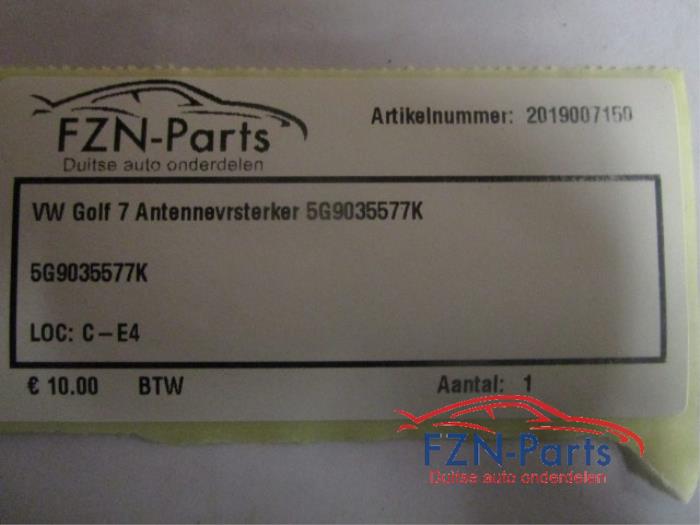 FZN-Parts
Duitse auto onderdelen
Artikelnummer: 2019007150
VW Golf 7 Antennevrsterker 5G9035577K
5G9035577K
LOC: C-E4
€ 10.00 BTW Aantal: 1
FZN-Parts
Duitse auto onderdelen